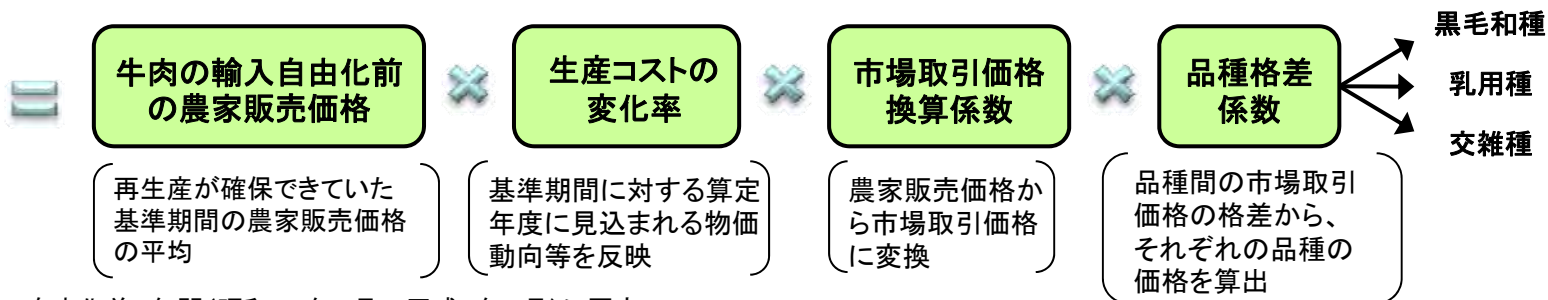 牛肉の輸入自由化前
の農家販売価格
生産コストの
変化率
市場取引価格
換算係数
品種格差
係数
黒毛和種
乳用種
交雑種
再生産が確保できていた
基準期間の農家販売価格
の平均
基準期間に対する算定
年度に見込まれる物価
動向等を反映
農家販売価格か
ら市場取引価格
に変換
品種間の市場取引
価格の格差から、
それぞれの品種の
価格を算出